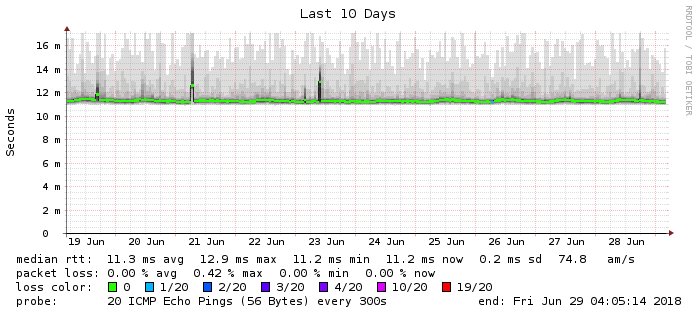 Last 10 Days
RRDTOOL / TOBI OETIKER
Seconds
16 m
14 m
12 m
10 m
8 m
6 m
4 m
2 m
0
19 Jun 20 Jun 21 Jun 22 Jun 23 Jun 24 Jun 25 Jun 26 Jun 27 Jun 28 Jun
median rtt: 11.3 ms avg 12.9 ms max 11.2 ms min 11.2 ms now 0.2 ms sd 74.8 am/s
packet loss: 0.00 % avg 0.42 % max 0.00 % min 0.00 % now
loss color: 0 1/20 2/20 3/20 4/20 10/20 19/20
probe: 20 ICMP Echo Pings (56 Bytes) every 300s end: Fri Jun 29 04:05:14 2018